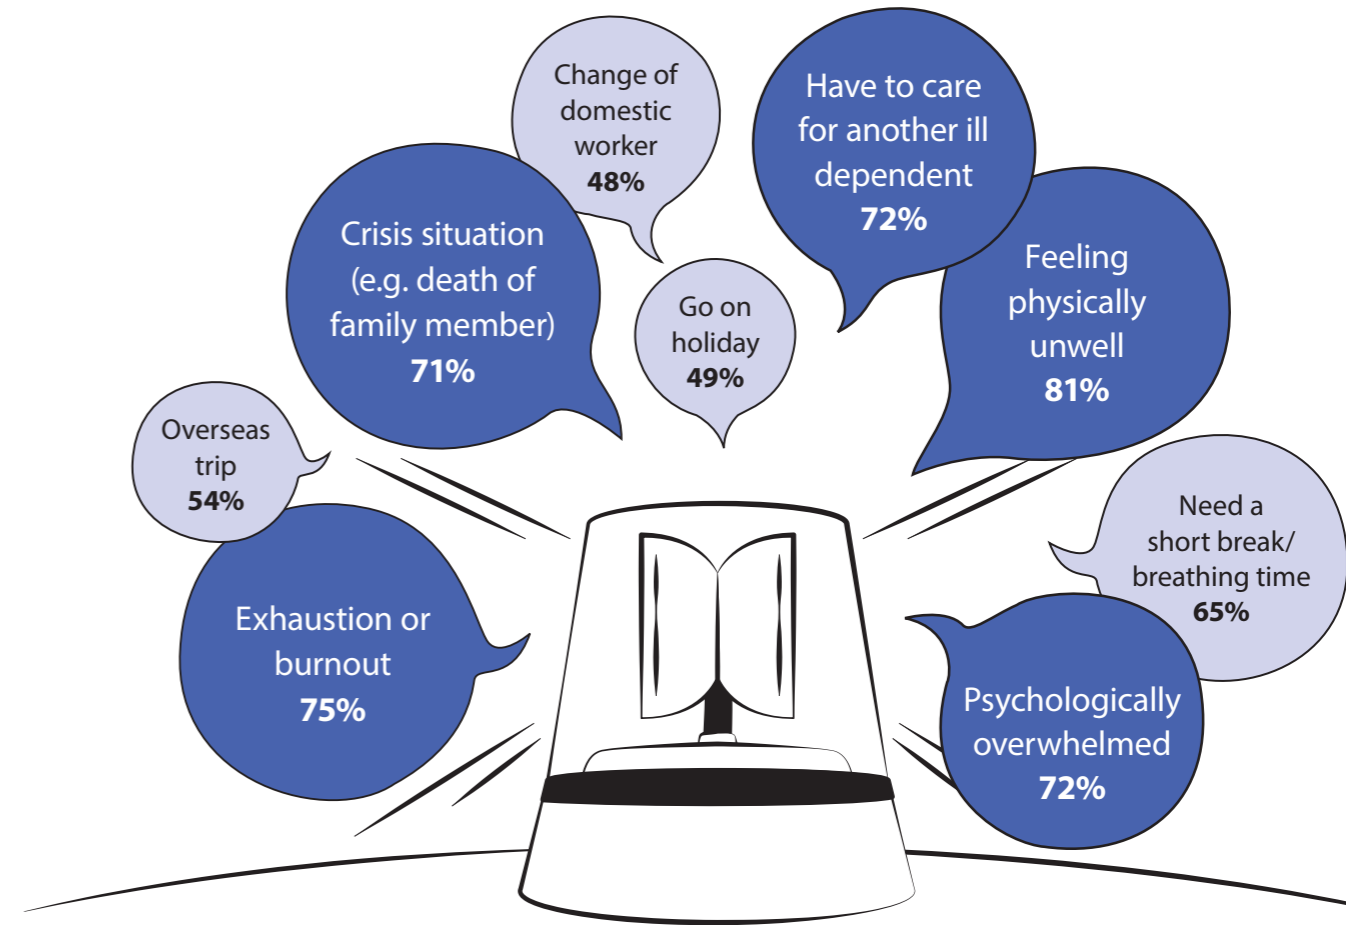 Change of
domestic
worker
48%
Have to care
for another ill
dependent
72%
Crisis situation
(e.g. death of
family member)
71%
Go on
holiday
49%
Feeling
physically
unwell
81%
Overseas
trip
54%
Need a
short break/
breathing time
65%
Exhaustion or
burnout
75%
Psychologically
overwhelmed
72%